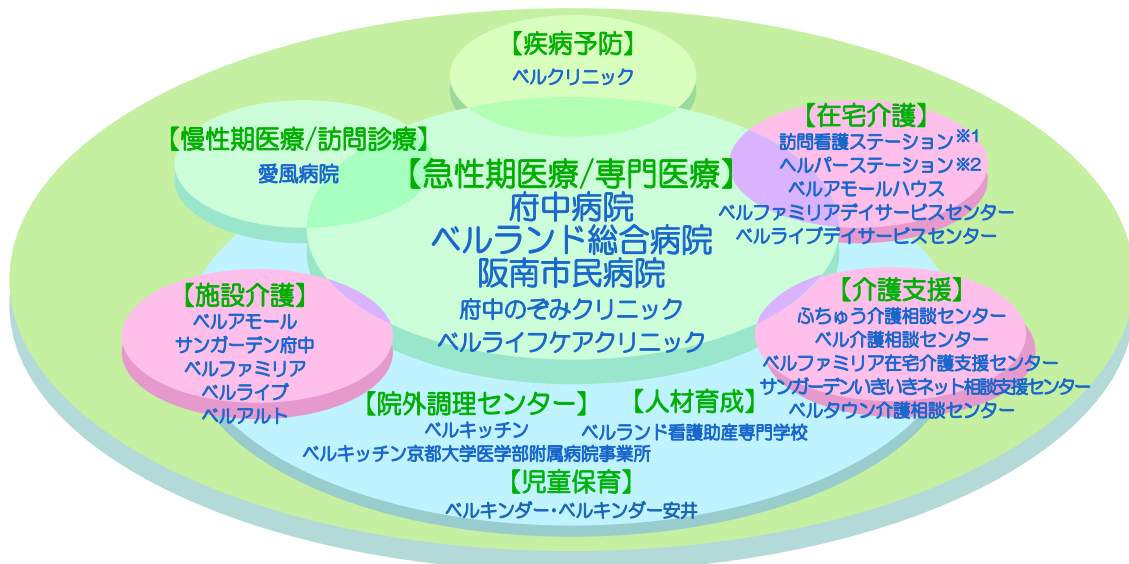 【疾病予防】
ベルクリニック
【慢性期医療/訪問診療】
愛風病院
【急性期医療/専門医療】
府中病院
ベルランド総合病院
阪南市民病院
府中のぞみクリニック
ベルライフケアクリニック
【在宅介護】
訪問看護ステーション※1
ヘルパーステーション※2
ベルアモールハウス
ベルファミリアデイサービスセンター
ベルライブデイサービスセンター
【施設介護】
ベルアモール
サンガーデン府中
ベルファミリア
ベルライブ
ベルアルト
【介護支援】
ふちゅう介護相談センター
ベル介護相談センター
ベルファミリア在宅介護支援センター
サンガーデンいきいきネット相談支援センター
ベルタウン介護相談センター
【院外調理センター】
ベルキッチン
ベルキッチン京都大学医学部附属病院事業所
【人材育成】
ベルランド看護助産専門学校
【児童保育】
ベルキンダー・ベルキンダー安井